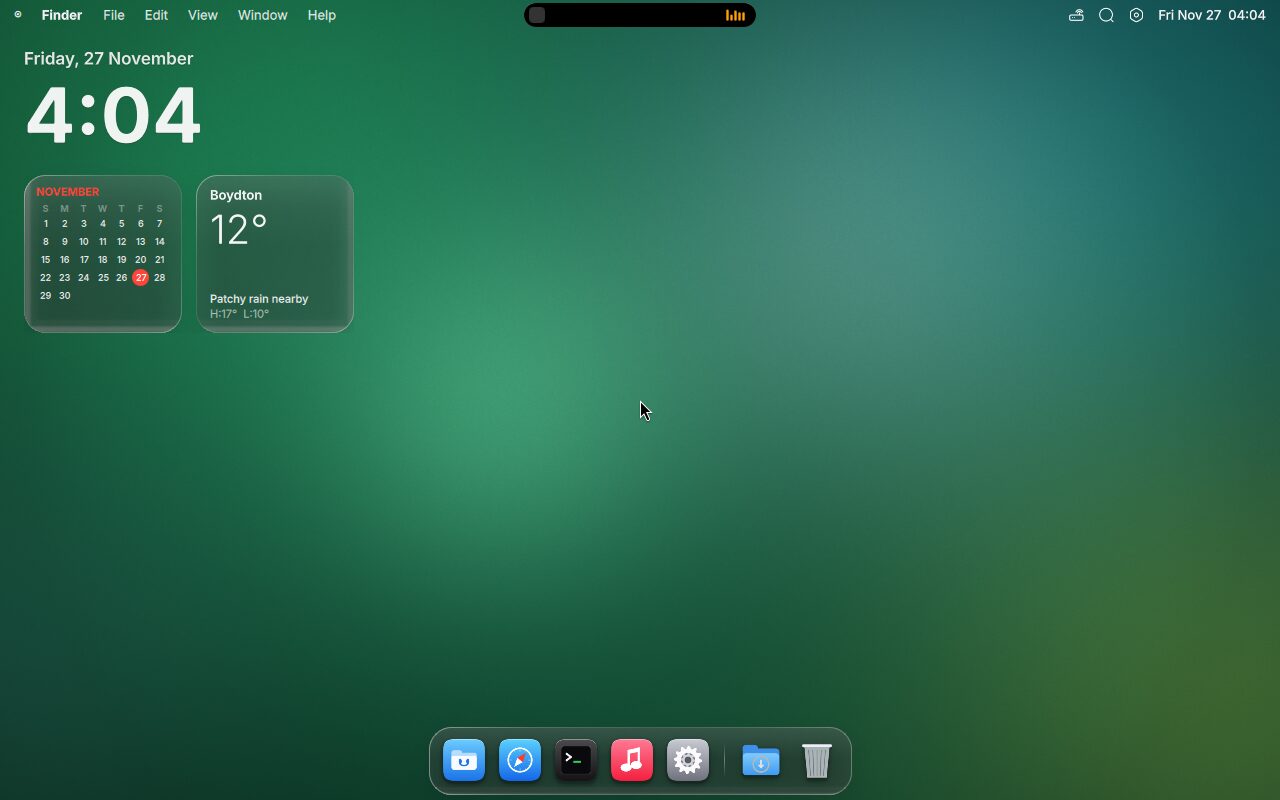 Finder File Edit View Window Help
Fri Nov 27 04:04
Friday, 27 November
4:04
NOVEMBER
S M T W T F S
1 2 3 4 5 6 7
8 9 10 11 12 13 14
15 16 17 18 19 20 21
22 23 24 25 26 27 28
29 30
Boydton
12°
Patchy rain nearby
H:17° L:10°